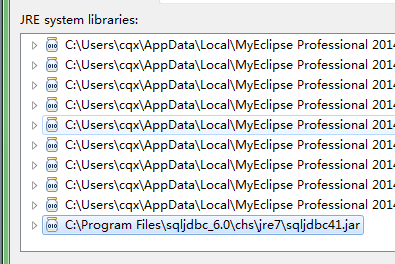 JRE system libraries:
C:\Users\cqx\AppData\Local\MyEclipse Professional 2014
C:\Users\cqx\AppData\Local\MyEclipse Professional 2014
C:\Users\cqx\AppData\Local\MyEclipse Professional 2014
C:\Users\cqx\AppData\Local\MyEclipse Professional 2014
C:\Users\cqx\AppData\Local\MyEclipse Professional 2014
C:\Users\cqx\AppData\Local\MyEclipse Professional 2014
C:\Users\cqx\AppData\Local\MyEclipse Professional 2014
C:\Users\cqx\AppData\Local\MyEclipse Professional 2014
C:\Users\cqx\AppData\Local\MyEclipse Professional 2014
C:\Program Files\sqljdbc_6.0\chs\jre7\sqljdbc41.jar